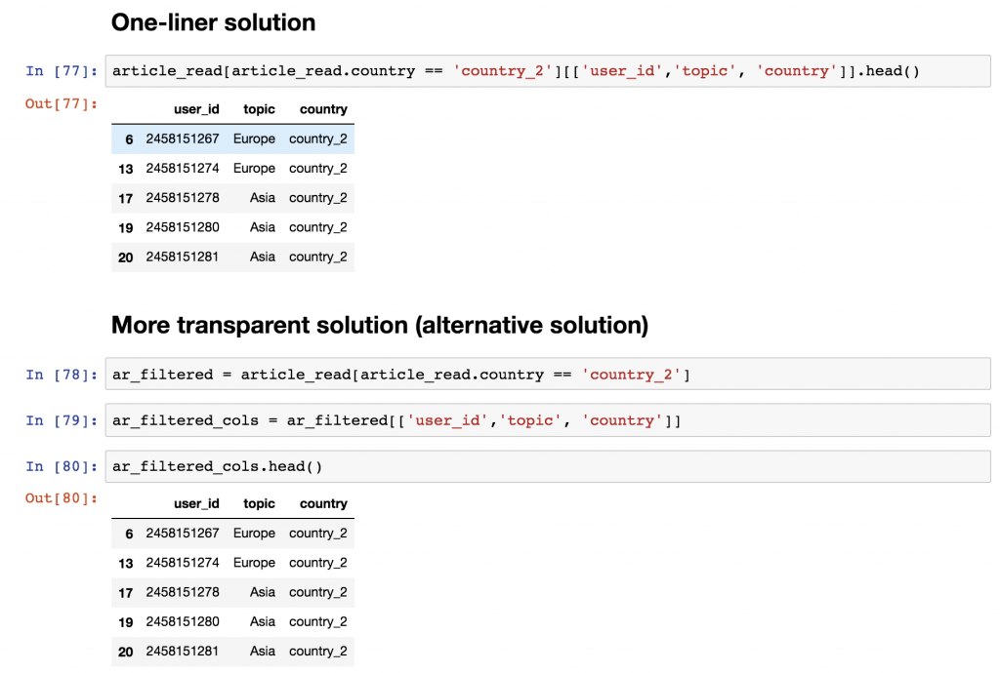 One-liner solution
In [77]: article_read[article_read.country == 'country_2'][['user_id','topic', 'country']].head()
Out[77]:
user_id topic country
6 2458151267 Europe country_2
13 2458151274 Europe country_2
17 2458151278 Asia country_2
19 2458151280 Asia country_2
20 2458151281 Asia country_2
More transparent solution (alternative solution)
In [78]: ar_filtered = article_read[article_read.country == 'country_2']
In [79]: ar_filtered_cols = ar_filtered[['user_id','topic', 'country']]
In [80]: ar_filtered_cols.head()
Out[80]:
user_id topic country
6 2458151267 Europe country_2
13 2458151274 Europe country_2
17 2458151278 Asia country_2
19 2458151280 Asia country_2
20 2458151281 Asia country_2